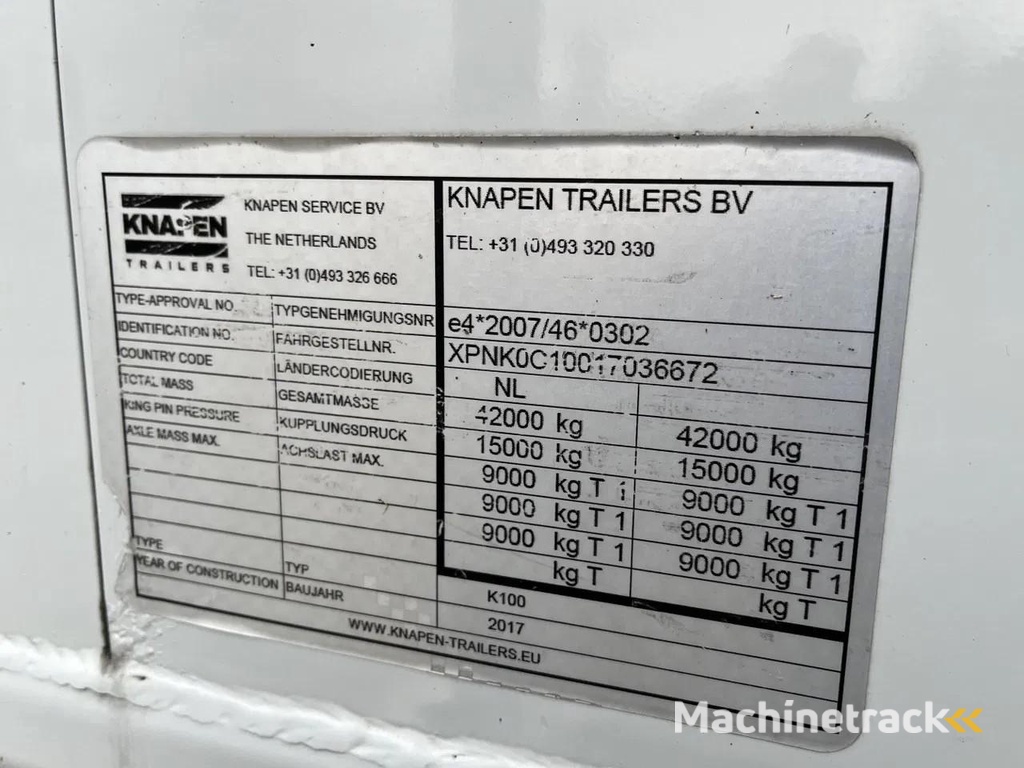 KNAPEN
TRAILERS
KNAPEN SERVICE BV
THE NETHERLANDS
TEL: +31 (0)493 326 666
KNAPEN TRAILERS BV
TEL: +31 (0)493 320 330
TYPE-APPROVAL NO. TYPGENEHMIGUNGSNR e4*2007/46*0302
IDENTIFICATION NO. FAHRGESTELLNR. XPNK0C10017036672
COUNTRY CODE LÄNDERCODIERUNG NL
TOTAL MASS GESAMTMASSE 42000 kg 42000 kg
KING PIN PRESSURE KUPPLUNGSDRUCK 15000 kg 15000 kg
AXLE MASS MAX. ACHSLAST MAX. 9000 kg T 1 9000 kg T 1
9000 kg T 1 9000 kg T 1
9000 kg T 1 9000 kg T 1
kg T kg T
TYPE TYP K100
YEAR OF CONSTRUCTION BAUJAHR 2017
WWW.KNAPEN-TRAILERS.EU
Machinetrack